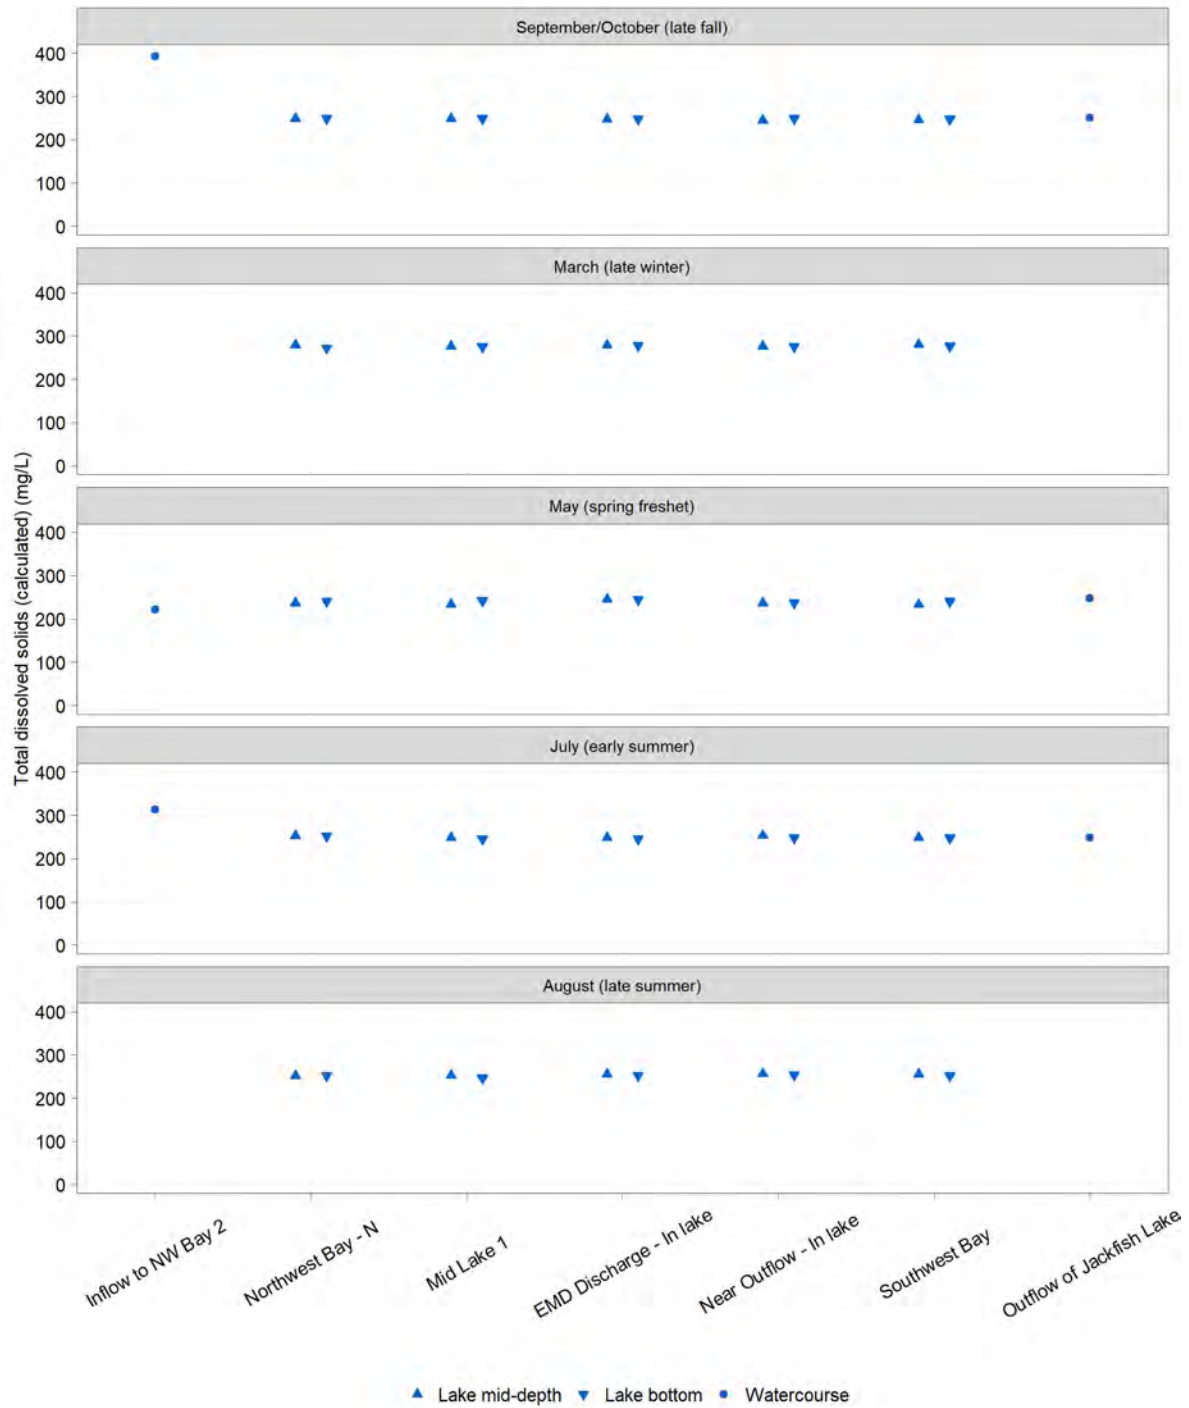 September/October (late fall)
400
300
200
100
0
March (late winter)
400
300
200
100
0
May (spring freshet)
400
300
200
100
0
July (early summer)
400
300
200
100
0
August (late summer)
400
300
200
100
0
Total dissolved solids (calculated) (mg/L)
Inflow to NW Bay 2
Northwest Bay - N
Mid Lake 1
EMD Discharge - In lake
Near Outflow - In lake
Southwest Bay
Outflow of Jackfish Lake
Lake mid-depth Lake bottom Watercourse